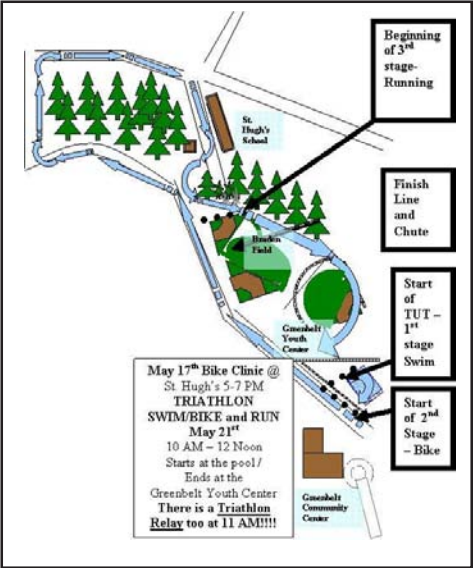 Beginning
of 3rd
stage-
Running
St.
Hugh's
School
Finish
Line
and
Chute
Braden
Field
Start
of
TUT –
1st
stage
Swim
Greenbelt
Youth
Center
May 17th Bike Clinic @
St. Hugh's 5-7 PM
TRIATHLON
SWIM/BIKE and RUN
May 21st
10 AM – 12 Noon
Starts at the pool /
Ends at the
Greenbelt Youth Center
There is a Triathlon
Relay too at 11 AM!!!!
Start
of 2nd
Stage
– Bike
Greenbelt
Community
Center